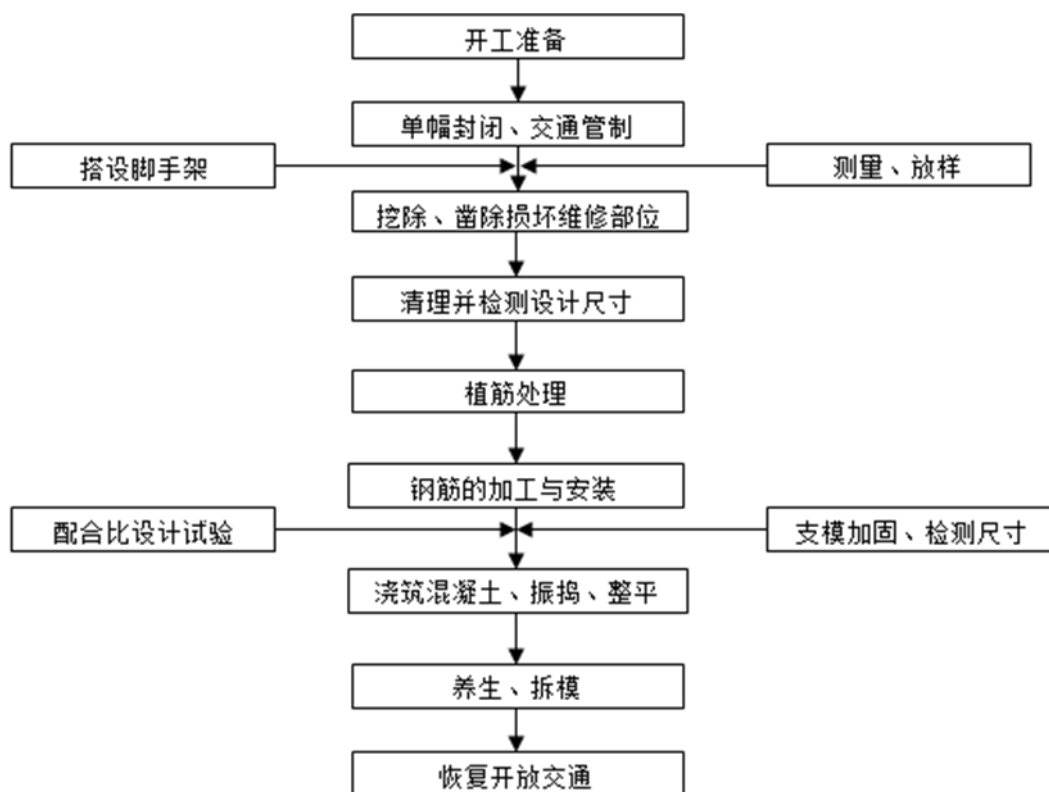 开工准备
单幅封闭、交通管制
搭设脚手架
测量、放样
挖除、凿除损坏维修部位
清理并检测设计尺寸
植筋处理
钢筋的加工与安装
配合比设计试验
支模加固、检测尺寸
浇筑混凝土、振捣、整平
养生、拆模
恢复开放交通